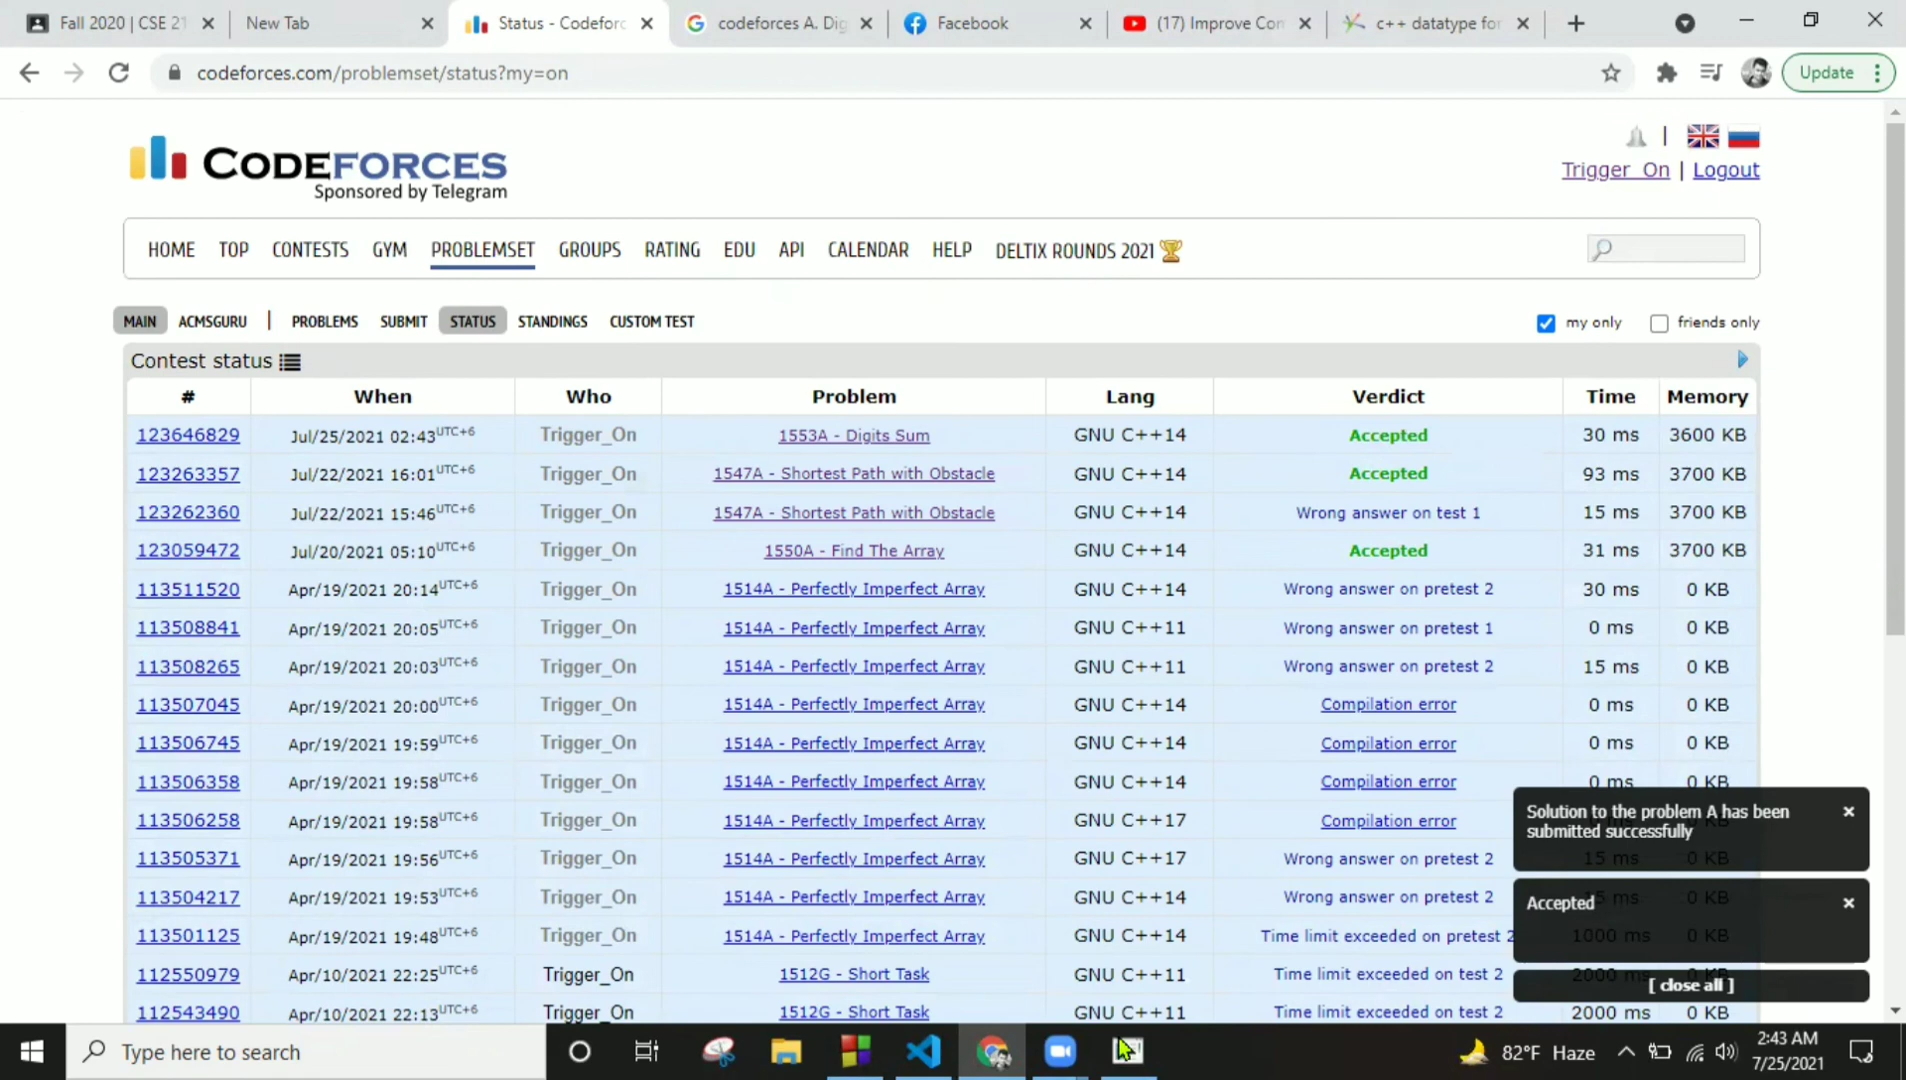 Fall 2020 | CSE 21
New Tab
Status - Codeforc
codeforces A. Dig
Facebook
(17) Improve Con
c++ datatype for
codeforces.com/problemset/status?my=on
Update
CODEFORCES
Sponsored by Telegram
Trigger_On | Logout
HOME TOP CONTESTS GYM PROBLEMSET GROUPS RATING EDU API CALENDAR HELP DELTIX ROUNDS 2021
MAIN ACMSGURU | PROBLEMS SUBMIT STATUS STANDINGS CUSTOM TEST
my only friends only
Contest status
# When Who Problem Lang Verdict Time Memory
123646829 Jul/25/2021 02:43UTC+6 Trigger_On 1553A - Digits Sum GNU C++14 Accepted 30 ms 3600 KB
123263357 Jul/22/2021 16:01UTC+6 Trigger_On 1547A - Shortest Path with Obstacle GNU C++14 Accepted 93 ms 3700 KB
123262360 Jul/22/2021 15:46UTC+6 Trigger_On 1547A - Shortest Path with Obstacle GNU C++14 Wrong answer on test 1 15 ms 3700 KB
123059472 Jul/20/2021 05:10UTC+6 Trigger_On 1550A - Find The Array GNU C++14 Accepted 31 ms 3700 KB
113511520 Apr/19/2021 20:14UTC+6 Trigger_On 1514A - Perfectly Imperfect Array GNU C++14 Wrong answer on pretest 2 30 ms 0 KB
113508841 Apr/19/2021 20:05UTC+6 Trigger_On 1514A - Perfectly Imperfect Array GNU C++11 Wrong answer on pretest 1 0 ms 0 KB
113508265 Apr/19/2021 20:03UTC+6 Trigger_On 1514A - Perfectly Imperfect Array GNU C++11 Wrong answer on pretest 2 15 ms 0 KB
113507045 Apr/19/2021 20:00UTC+6 Trigger_On 1514A - Perfectly Imperfect Array GNU C++14 Compilation error 0 ms 0 KB
113506745 Apr/19/2021 19:59UTC+6 Trigger_On 1514A - Perfectly Imperfect Array GNU C++14 Compilation error 0 ms 0 KB
113506358 Apr/19/2021 19:58UTC+6 Trigger_On 1514A - Perfectly Imperfect Array GNU C++14 Compilation error 0 ms 0 KB
113506258 Apr/19/2021 19:58UTC+6 Trigger_On 1514A - Perfectly Imperfect Array GNU C++17 Compilation error
113505371 Apr/19/2021 19:56UTC+6 Trigger_On 1514A - Perfectly Imperfect Array GNU C++17 Wrong answer on pretest 2 15 ms 0 KB
113504217 Apr/19/2021 19:53UTC+6 Trigger_On 1514A - Perfectly Imperfect Array GNU C++14 Wrong answer on pretest 2 ms 0 KB
113501125 Apr/19/2021 19:48UTC+6 Trigger_On 1514A - Perfectly Imperfect Array GNU C++14 Time limit exceeded on pretest 2 1000 ms 0 KB
112550979 Apr/10/2021 22:25UTC+6 Trigger_On 1512G - Short Task GNU C++11 Time limit exceeded on test 2 2000 ms 0 KB
112543490 Apr/10/2021 22:13UTC+6 Trigger_On 1512G - Short Task GNU C++11 Time limit exceeded on test 2 2000 ms 0 KB
Solution to the problem A has been
submitted successfully
Accepted
[ close all ]
Type here to search
82°F Haze
2:43 AM
7/25/2021